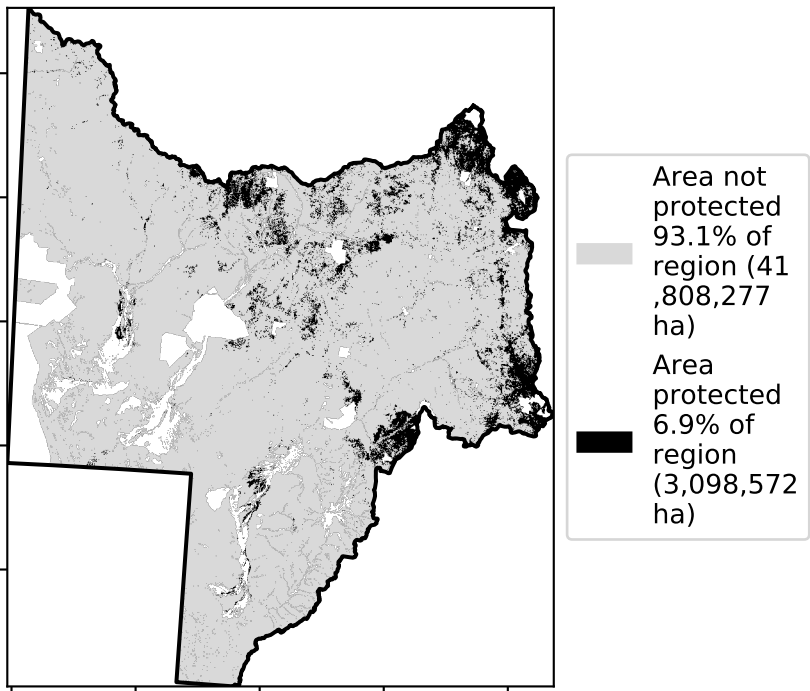 Area not
protected
93.1% of
region (41
,808,277
ha)
Area
protected
6.9% of
region
(3,098,572
ha)